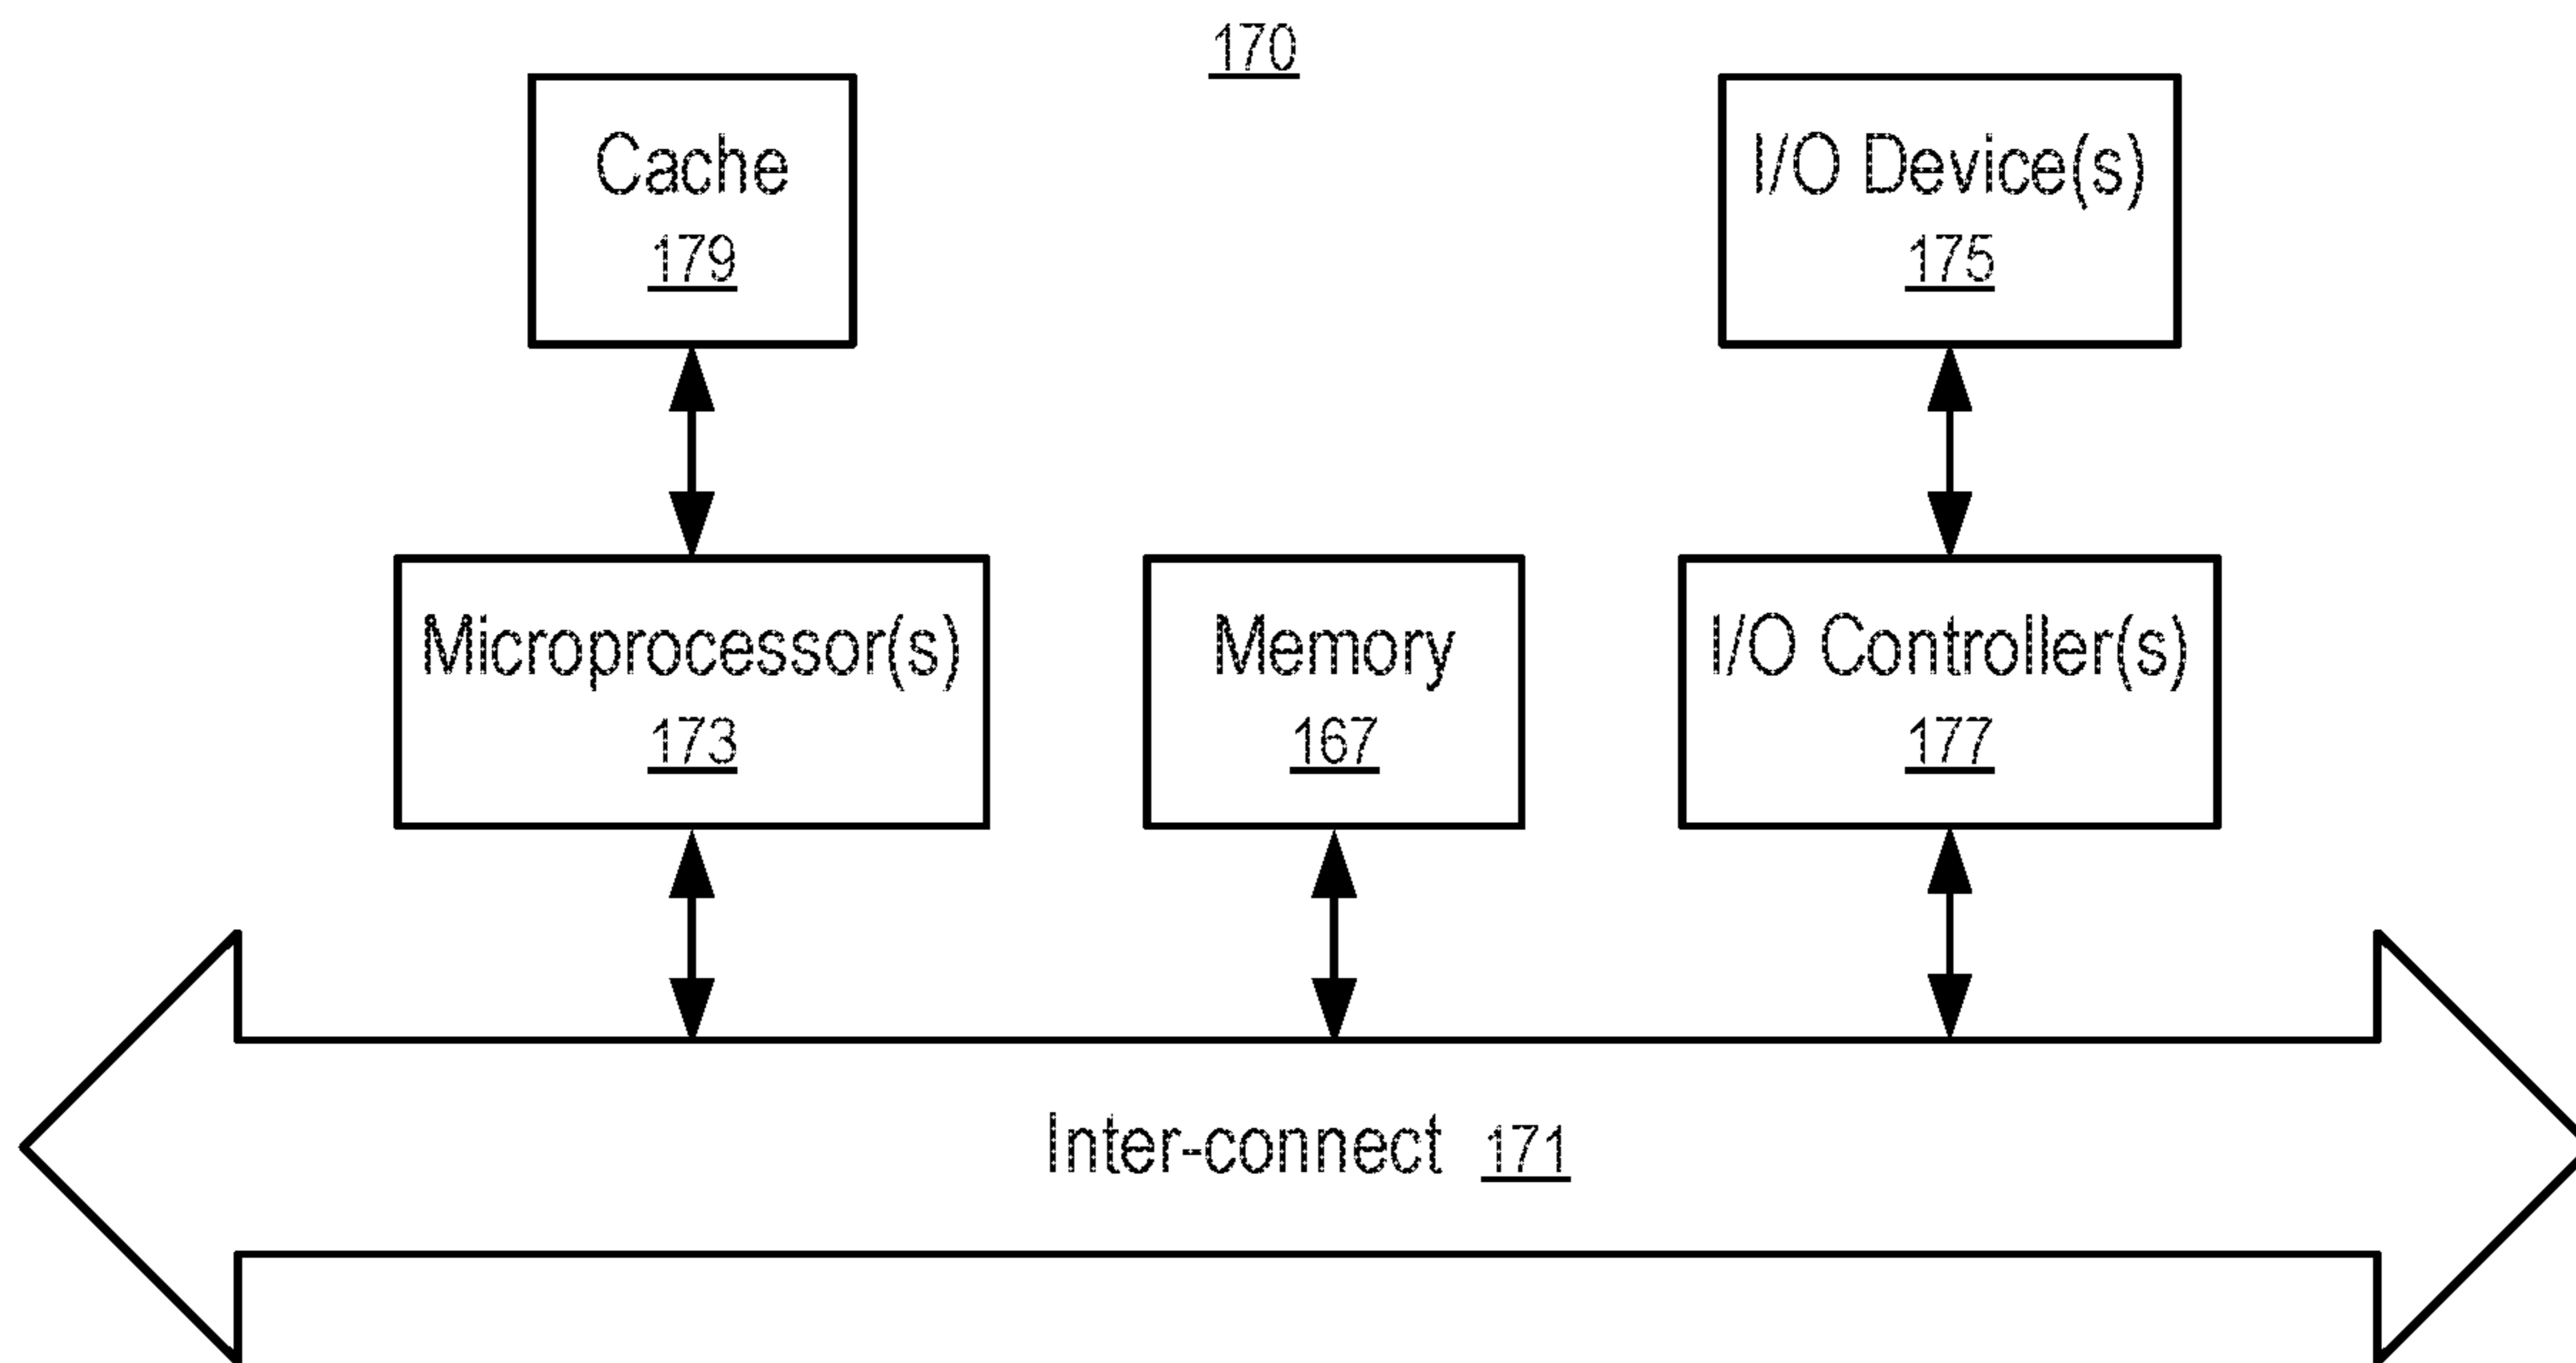 170
Cache
179
I/O Device(s)
175
Microprocessor(s)
173
Memory
167
I/O Controller(s)
177
Inter-connect 171